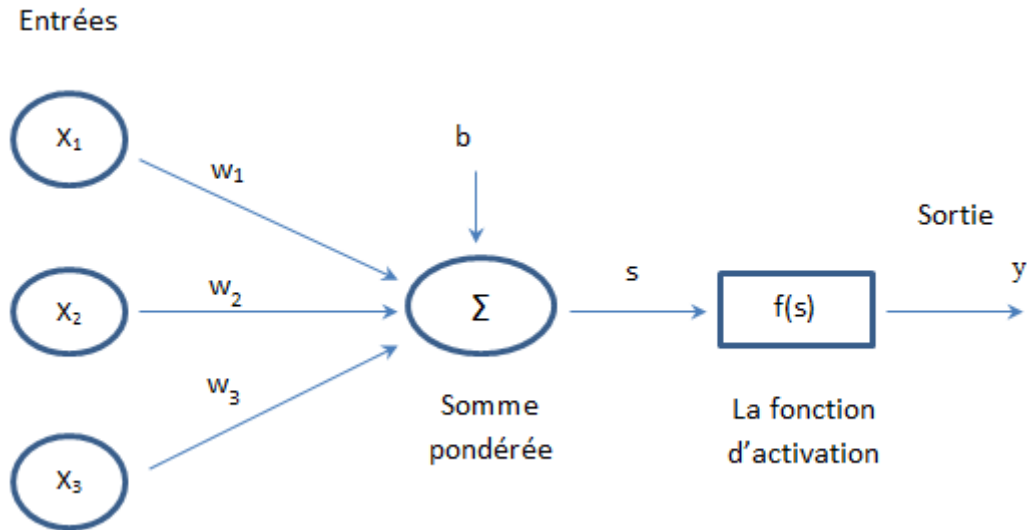 Entrées
X₁
w₁
b
Sortie
X₂
w₂
Σ
s
f(s)
y
w₃
X₃
Somme
pondérée
La fonction
d’activation